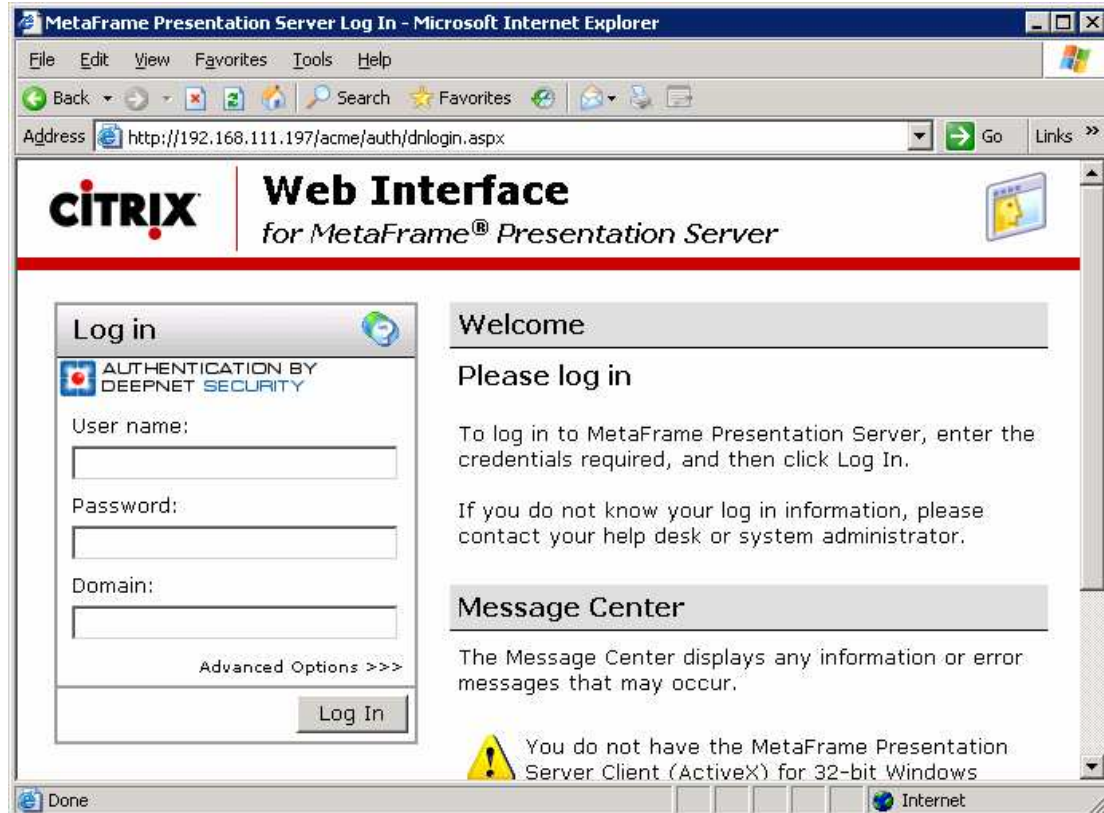 MetaFrame Presentation Server Log In - Microsoft Internet Explorer
File Edit View Favorites Tools Help
Back Search Favorites
Address http://192.168.111.197/acme/auth/dnlogin.aspx Go Links »
CITRIX
Web Interface
for MetaFrame® Presentation Server
Log in
AUTHENTICATION BY
DEEPNET SECURITY
User name:
Password:
Domain:
Advanced Options >>>
Log In
Welcome
Please log in
To log in to MetaFrame Presentation Server, enter the
credentials required, and then click Log In.
If you do not know your log in information, please
contact your help desk or system administrator.
Message Center
The Message Center displays any information or error
messages that may occur.
You do not have the MetaFrame Presentation
Server Client (ActiveX) for 32-bit Windows
Done Internet